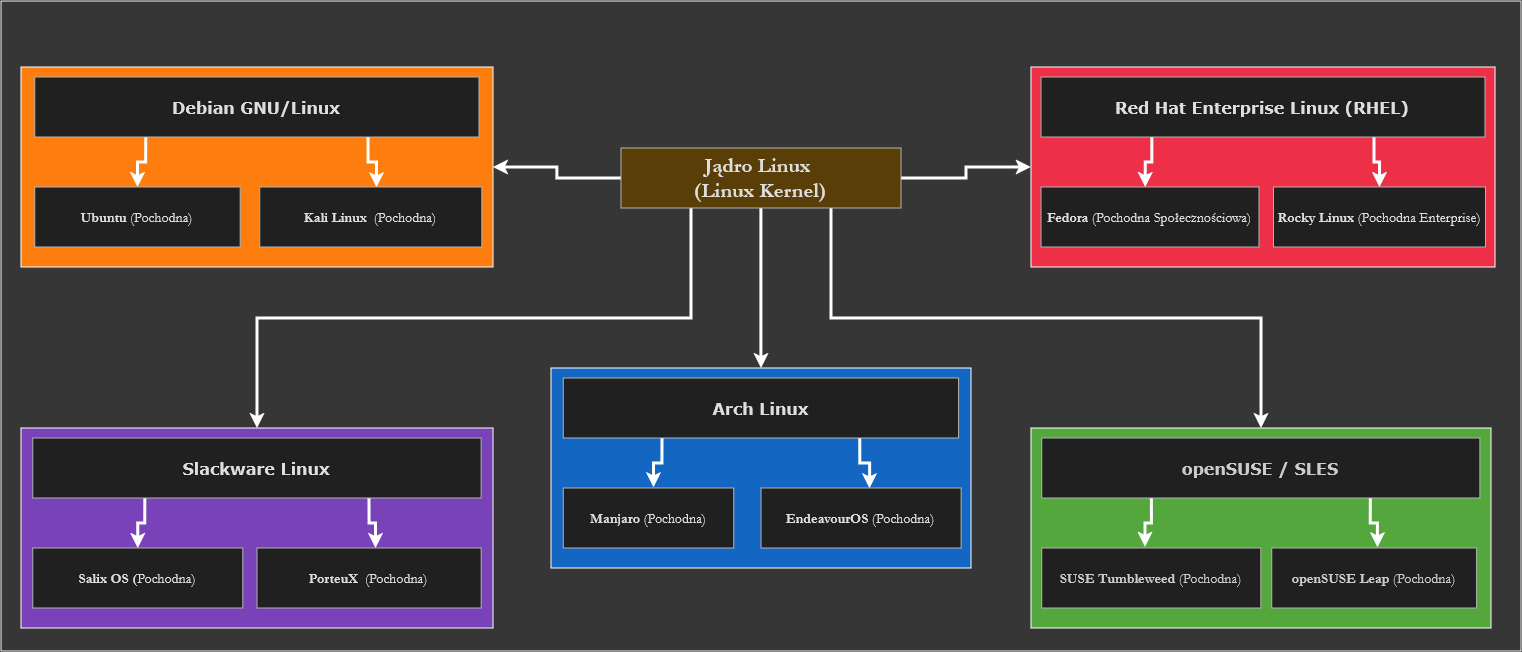 Debian GNU/Linux
Ubuntu (Pochodna)
Kali Linux (Pochodna)
Jądro Linux
(Linux Kernel)
Red Hat Enterprise Linux (RHEL)
Fedora (Pochodna Społecznościowa)
Rocky Linux (Pochodna Enterprise)
Slackware Linux
Salix OS (Pochodna)
PorteuX (Pochodna)
Arch Linux
Manjaro (Pochodna)
EndeavourOS (Pochodna)
openSUSE / SLES
SUSE Tumbleweed (Pochodna)
openSUSE Leap (Pochodna)